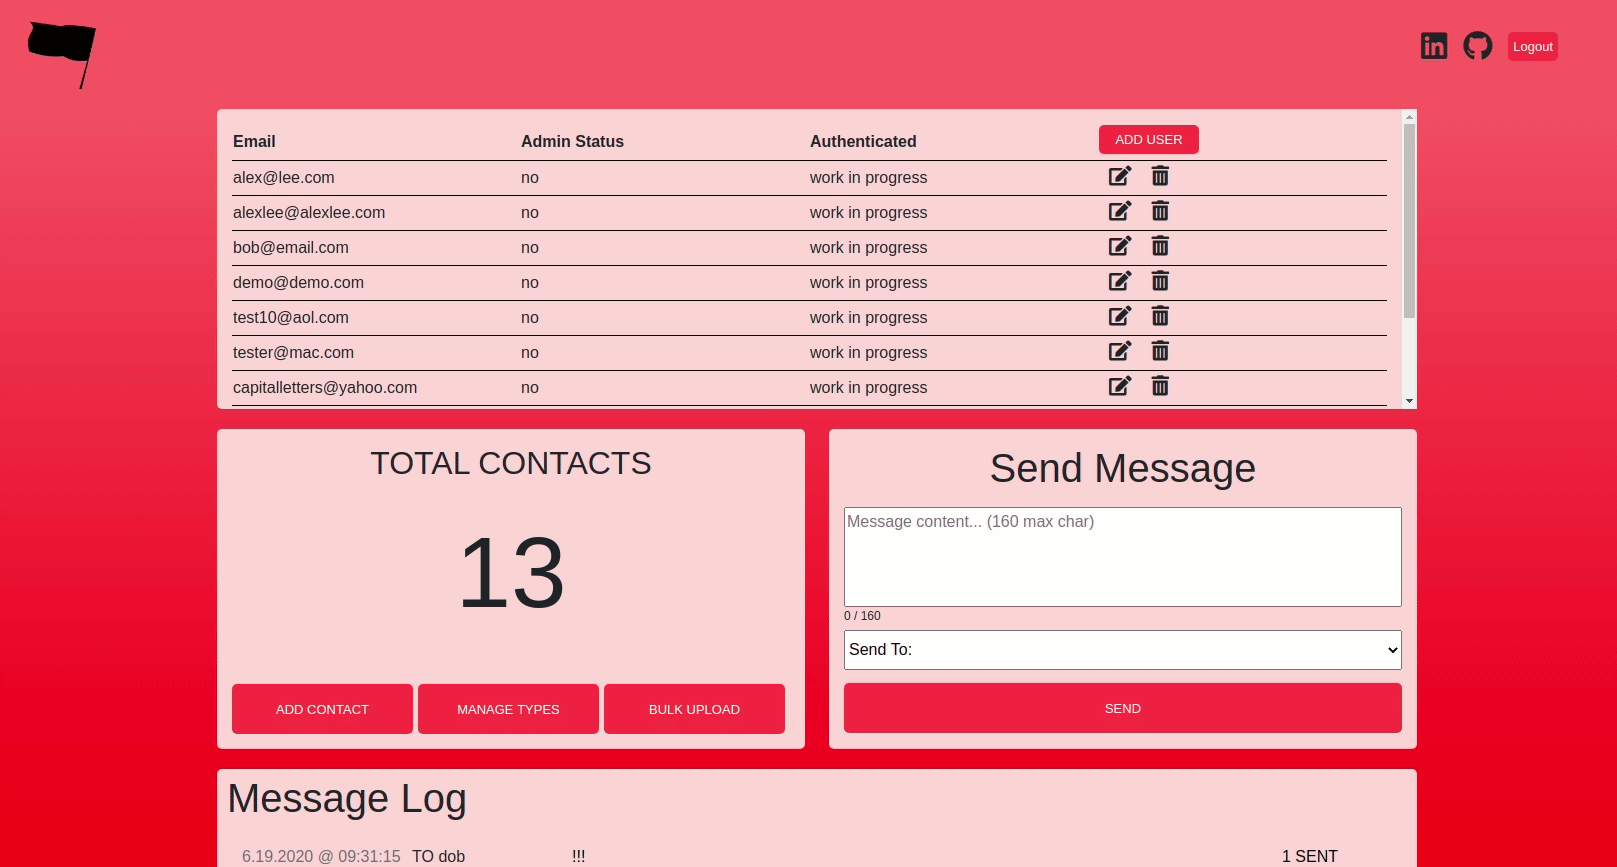 Logout
Email Admin Status Authenticated ADD USER
alex@lee.com no work in progress
alexlee@alexlee.com no work in progress
bob@email.com no work in progress
demo@demo.com no work in progress
test10@aol.com no work in progress
tester@mac.com no work in progress
capitalletters@yahoo.com no work in progress
TOTAL CONTACTS
13
ADD CONTACT MANAGE TYPES BULK UPLOAD
Send Message
Message content... (160 max char)
0 / 160
Send To:
SEND
Message Log
6.19.2020 @ 09:31:15 TO dob !!! 1 SENT